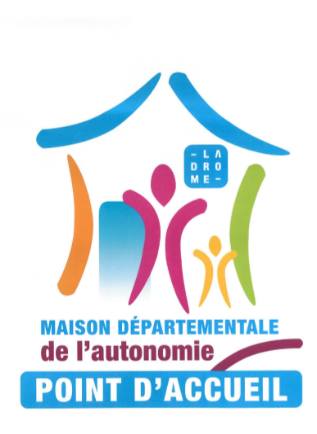 - LA
DRO
ME -
MAISON DÉPARTEMENTALE
de l'autonomie
POINT D'ACCUEIL